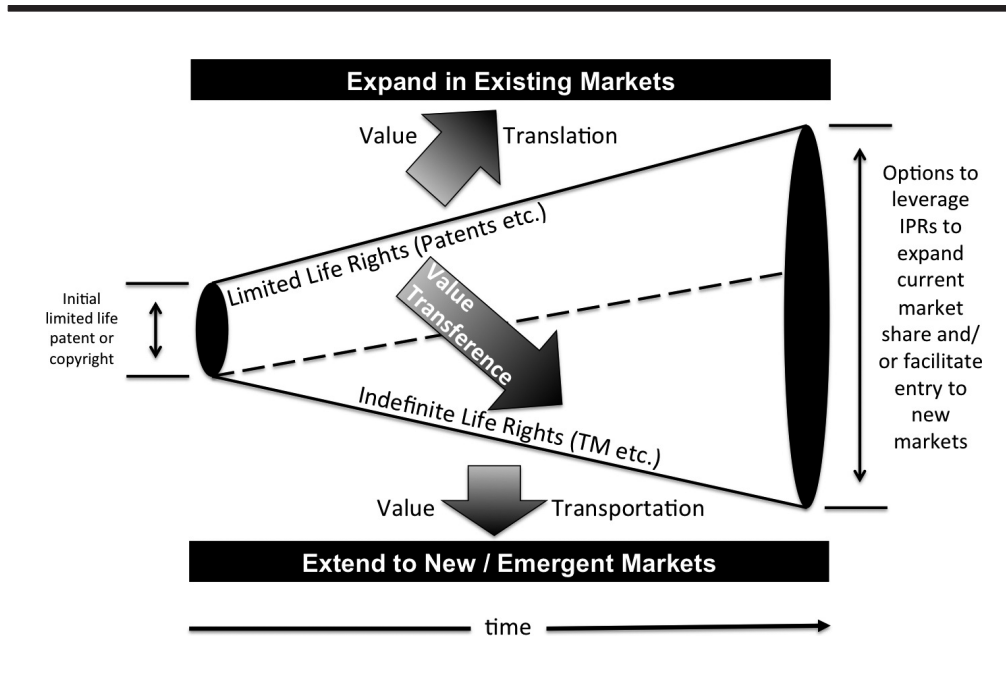 Expand in Existing Markets
Value Translation
Limited Life Rights (Patents etc.)
Initial
limited life
patent or
copyright
Value
Transference
Indefinite Life Rights (TM etc.)
Options to
leverage
IPRs to
expand
current
market
share and/
or facilitate
entry to
new
markets
Value Transportation
Extend to New / Emergent Markets
time